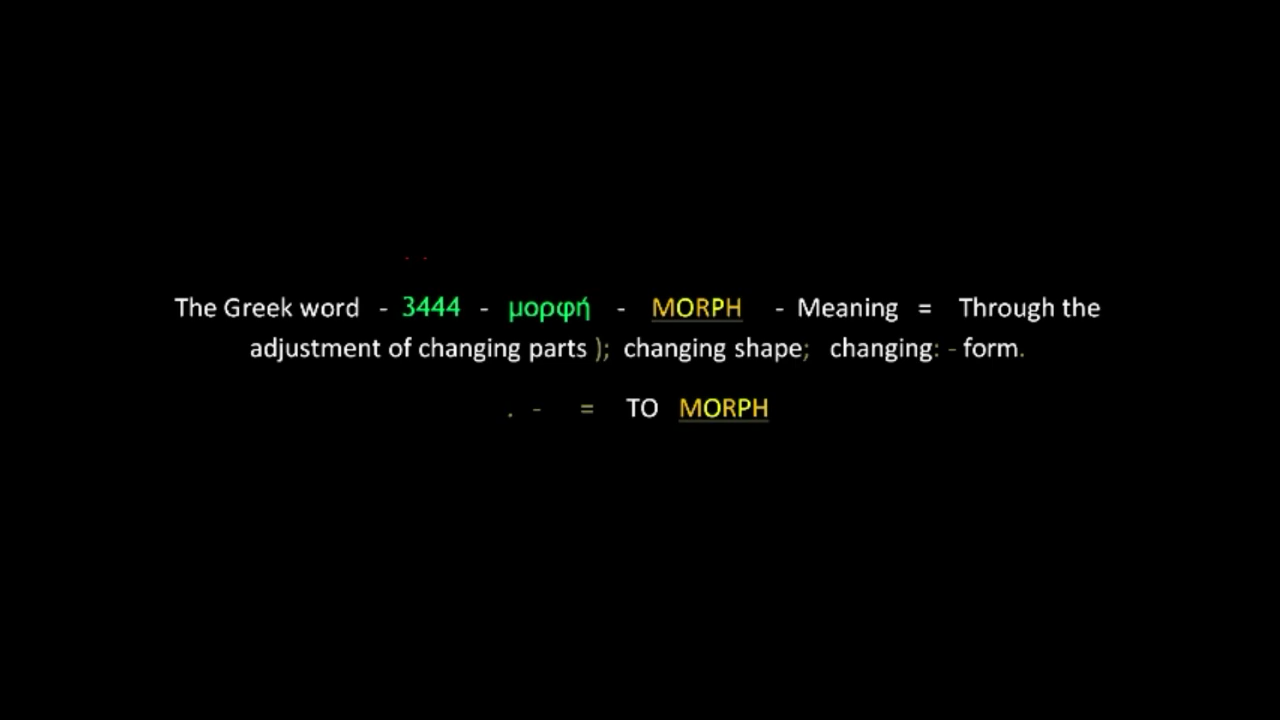 The Greek word - 3444 - μορφή - MORPH - Meaning = Through the
adjustment of changing parts ); changing shape; changing: - form.
. - = TO MORPH